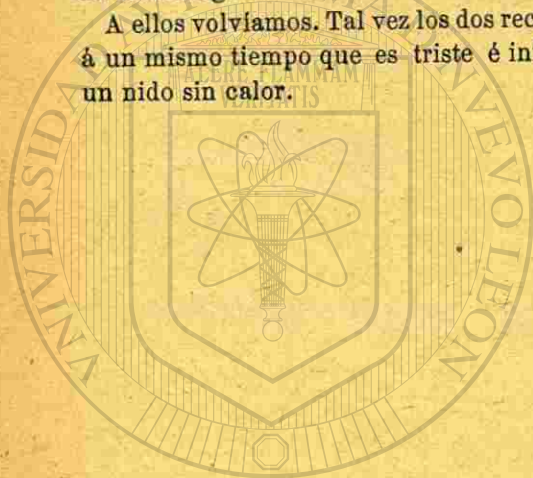 A ellos volvíamos. Tal vez los dos rec
á un mismo tiempo que es triste é in
un nido sin calor.
ALERE FLAMMAM
VERITATIS
UNIVERSIDAD
NUEVO LEÓN